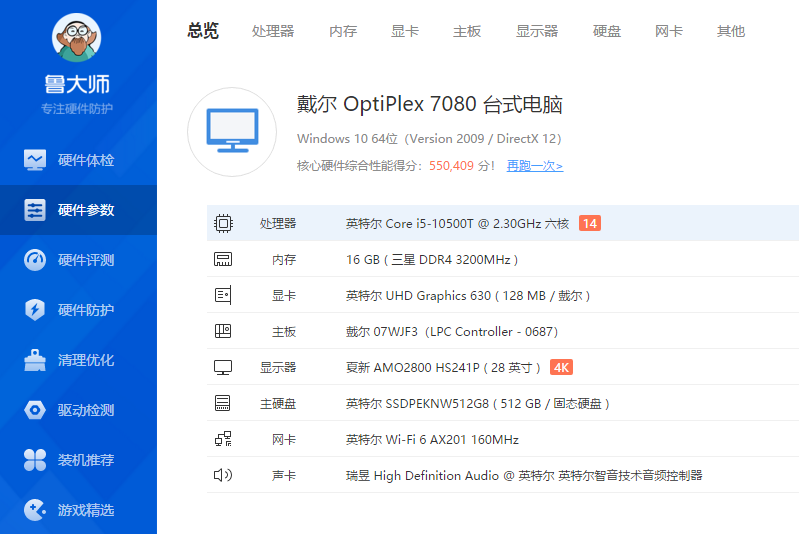 鲁大师
专注硬件防护
硬件体检
硬件参数
硬件评测
硬件防护
清理优化
驱动检测
装机推荐
游戏精选
总览 处理器 内存 显卡 主板 显示器 硬盘 网卡 其他
戴尔 OptiPlex 7080 台式电脑
Windows 10 64位（Version 2009 / DirectX 12）
核心硬件综合性能得分：550,409 分！ 再跑一次>
处理器 英特尔 Core i5-10500T @ 2.30GHz 六核 14
内存 16 GB ( 三星 DDR4 3200MHz )
显卡 英特尔 UHD Graphics 630 ( 128 MB / 戴尔 )
主板 戴尔 07WJF3（LPC Controller - 0687）
显示器 夏新 AMO2800 HS241P ( 28 英寸 ) 4K
主硬盘 英特尔 SSDPEKNW512G8 ( 512 GB / 固态硬盘 )
网卡 英特尔 Wi-Fi 6 AX201 160MHz
声卡 瑞昱 High Definition Audio @ 英特尔 英特尔智音技术音频控制器